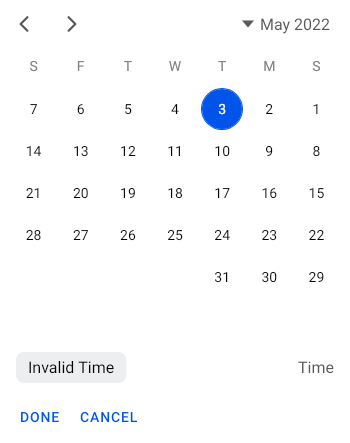 May 2022
S F T W T M S
7 6 5 4 3 2 1
14 13 12 11 10 9 8
21 20 19 18 17 16 15
28 27 26 25 24 23 22
31 30 29
Invalid Time Time
DONE CANCEL